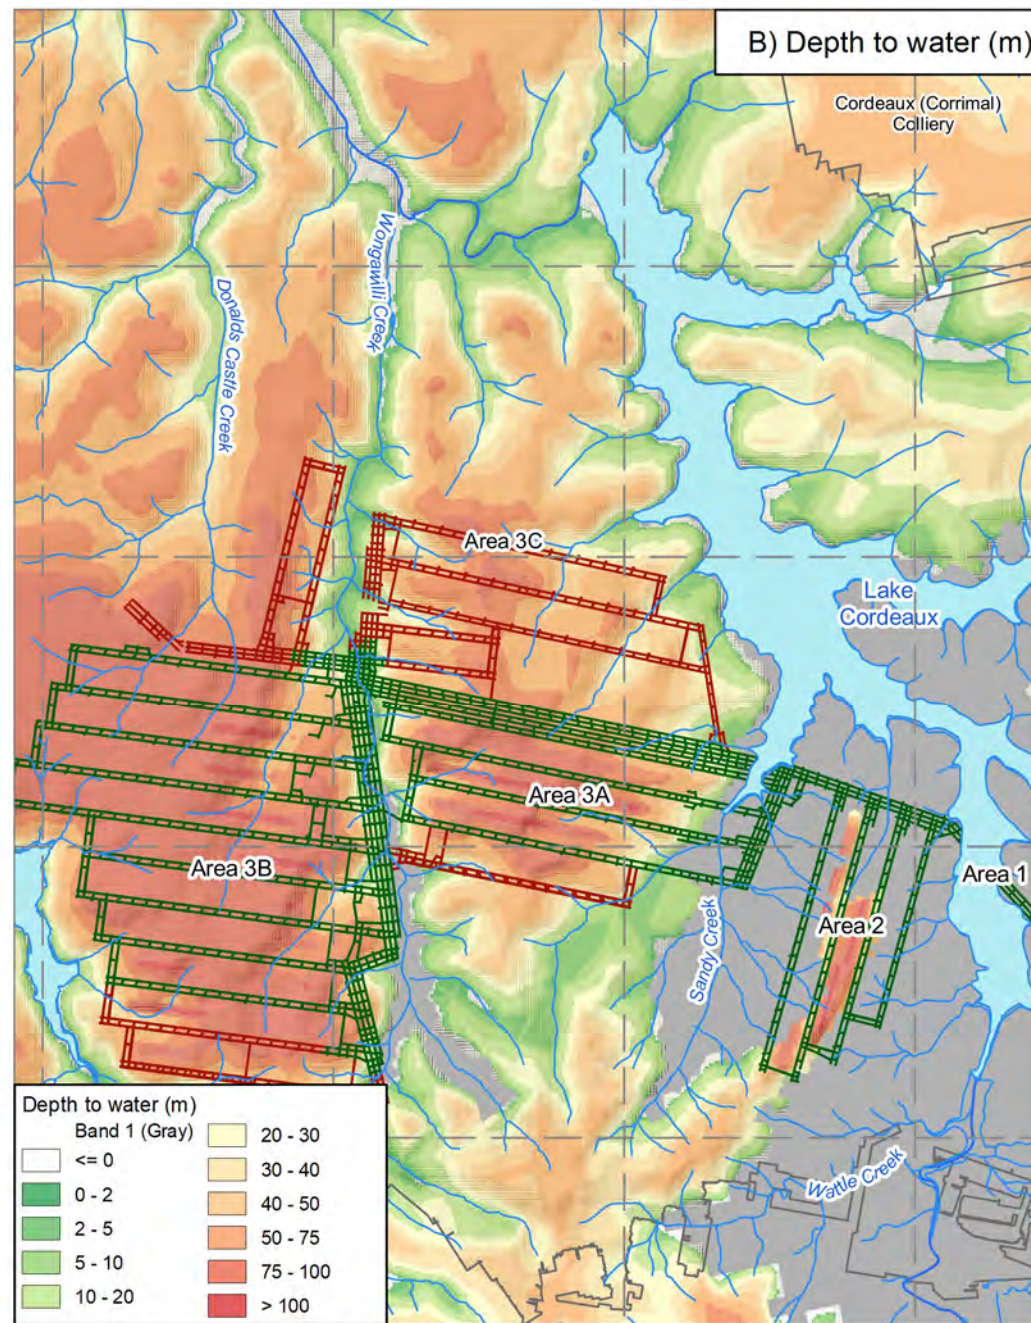 B) Depth to water (m)
Cordeaux (Corrimal)
Colliery
Wongawilli Creek
Donalds Castle Creek
Area 3C
Lake
Cordeaux
Area 3A
Area 3B
Area 1
Area 2
Sandy Creek
Wattle Creek
Depth to water (m)
Band 1 (Gray)
<= 0
0 - 2
2 - 5
5 - 10
10 - 20
20 - 30
30 - 40
40 - 50
50 - 75
75 - 100
> 100